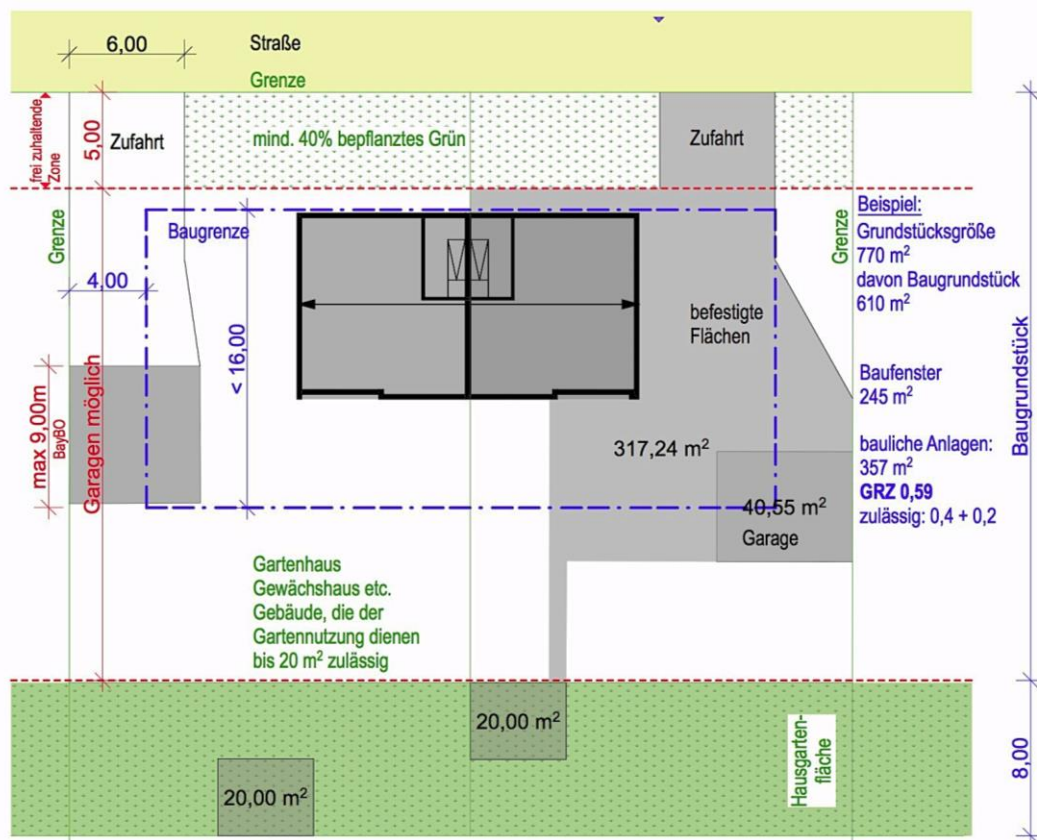 6,00
Straße
Grenze
frei zuhaltende
Zone
5,00
Zufahrt
mind. 40% bepflanztes Grün
Zufahrt
Grenze
Baugrenze
4,00
< 16,00
Garagen möglich
max 9,00m
BayBO
befestigte
Flächen
317,24 m²
40,55 m²
Garage
Grenze
Beispiel:
Grundstücksgröße
770 m²
davon Baugrundstück
610 m²
Baufenster
245 m²
bauliche Anlagen:
357 m²
GRZ 0,59
zulässig: 0,4 + 0,2
Baugrundstück
Gartenhaus
Gewächshaus etc.
Gebäude, die der
Gartennutzung dienen
bis 20 m² zulässig
20,00 m²
20,00 m²
Hausgarten-
fläche
8,00